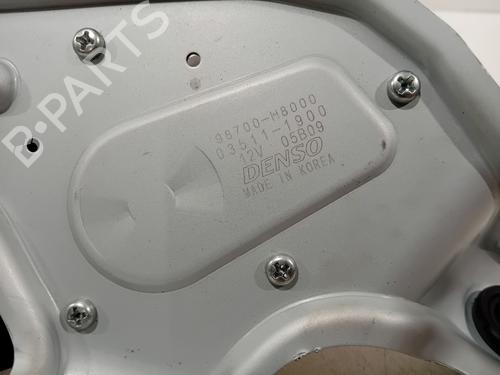 B-PARTS
98700-H8000
03511-1900
12V 05B09
DENSO
MADE IN KOREA